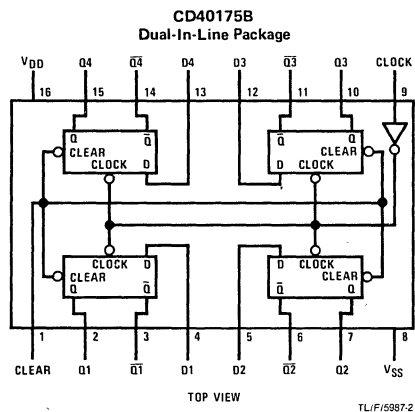 CD40175B
Dual-In-Line Package
VDD Q4 Q̅4̅ D4 D3 Q̅3̅ Q3 CLOCK
16 15 14 13 12 11 10 9
Q Q̅ Q̅ Q
CLEAR CLEAR
CLOCK D D CLOCK
CLOCK D D CLOCK
CLEAR CLEAR
Q Q̅ Q̅ Q
1 2 3 4 5 6 7 8
CLEAR Q1 Q̅1̅ D1 D2 Q̅2̅ Q2 VSS
TOP VIEW
TL/F/5987-2